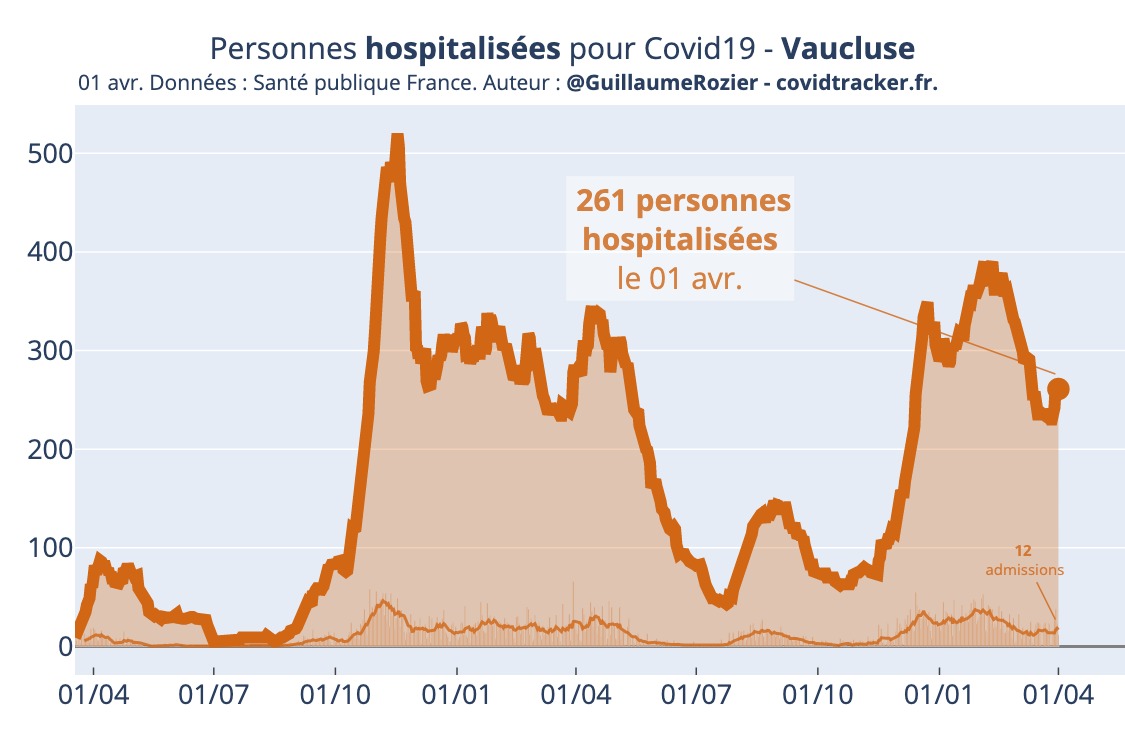 Personnes hospitalisées pour Covid19 - Vaucluse
01 avr. Données : Santé publique France. Auteur : @GuillaumeRozier - covidtracker.fr.
500
400
300
200
100
0
261 personnes
hospitalisées
le 01 avr.
12
admissions
01/04 01/07 01/10 01/01 01/04 01/07 01/10 01/01 01/04